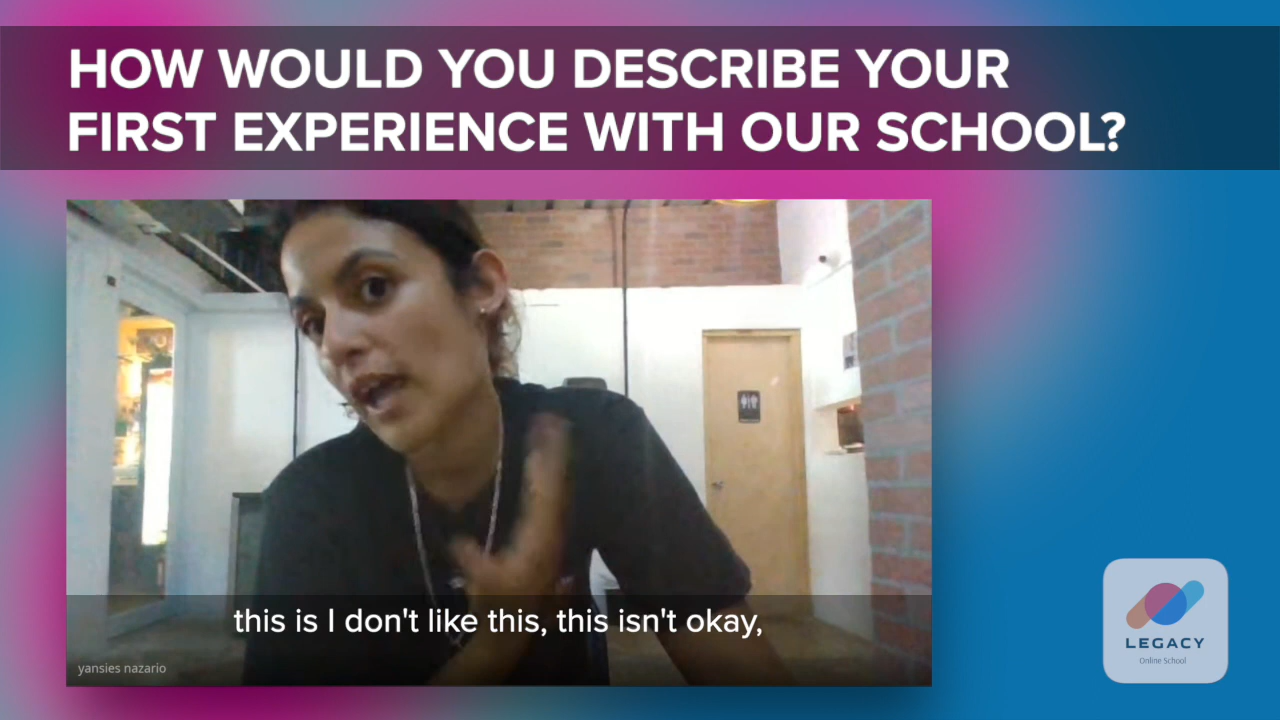 HOW WOULD YOU DESCRIBE YOUR
FIRST EXPERIENCE WITH OUR SCHOOL?
this is I don't like this, this isn't okay,
yansies nazario
LEGACY
Online School